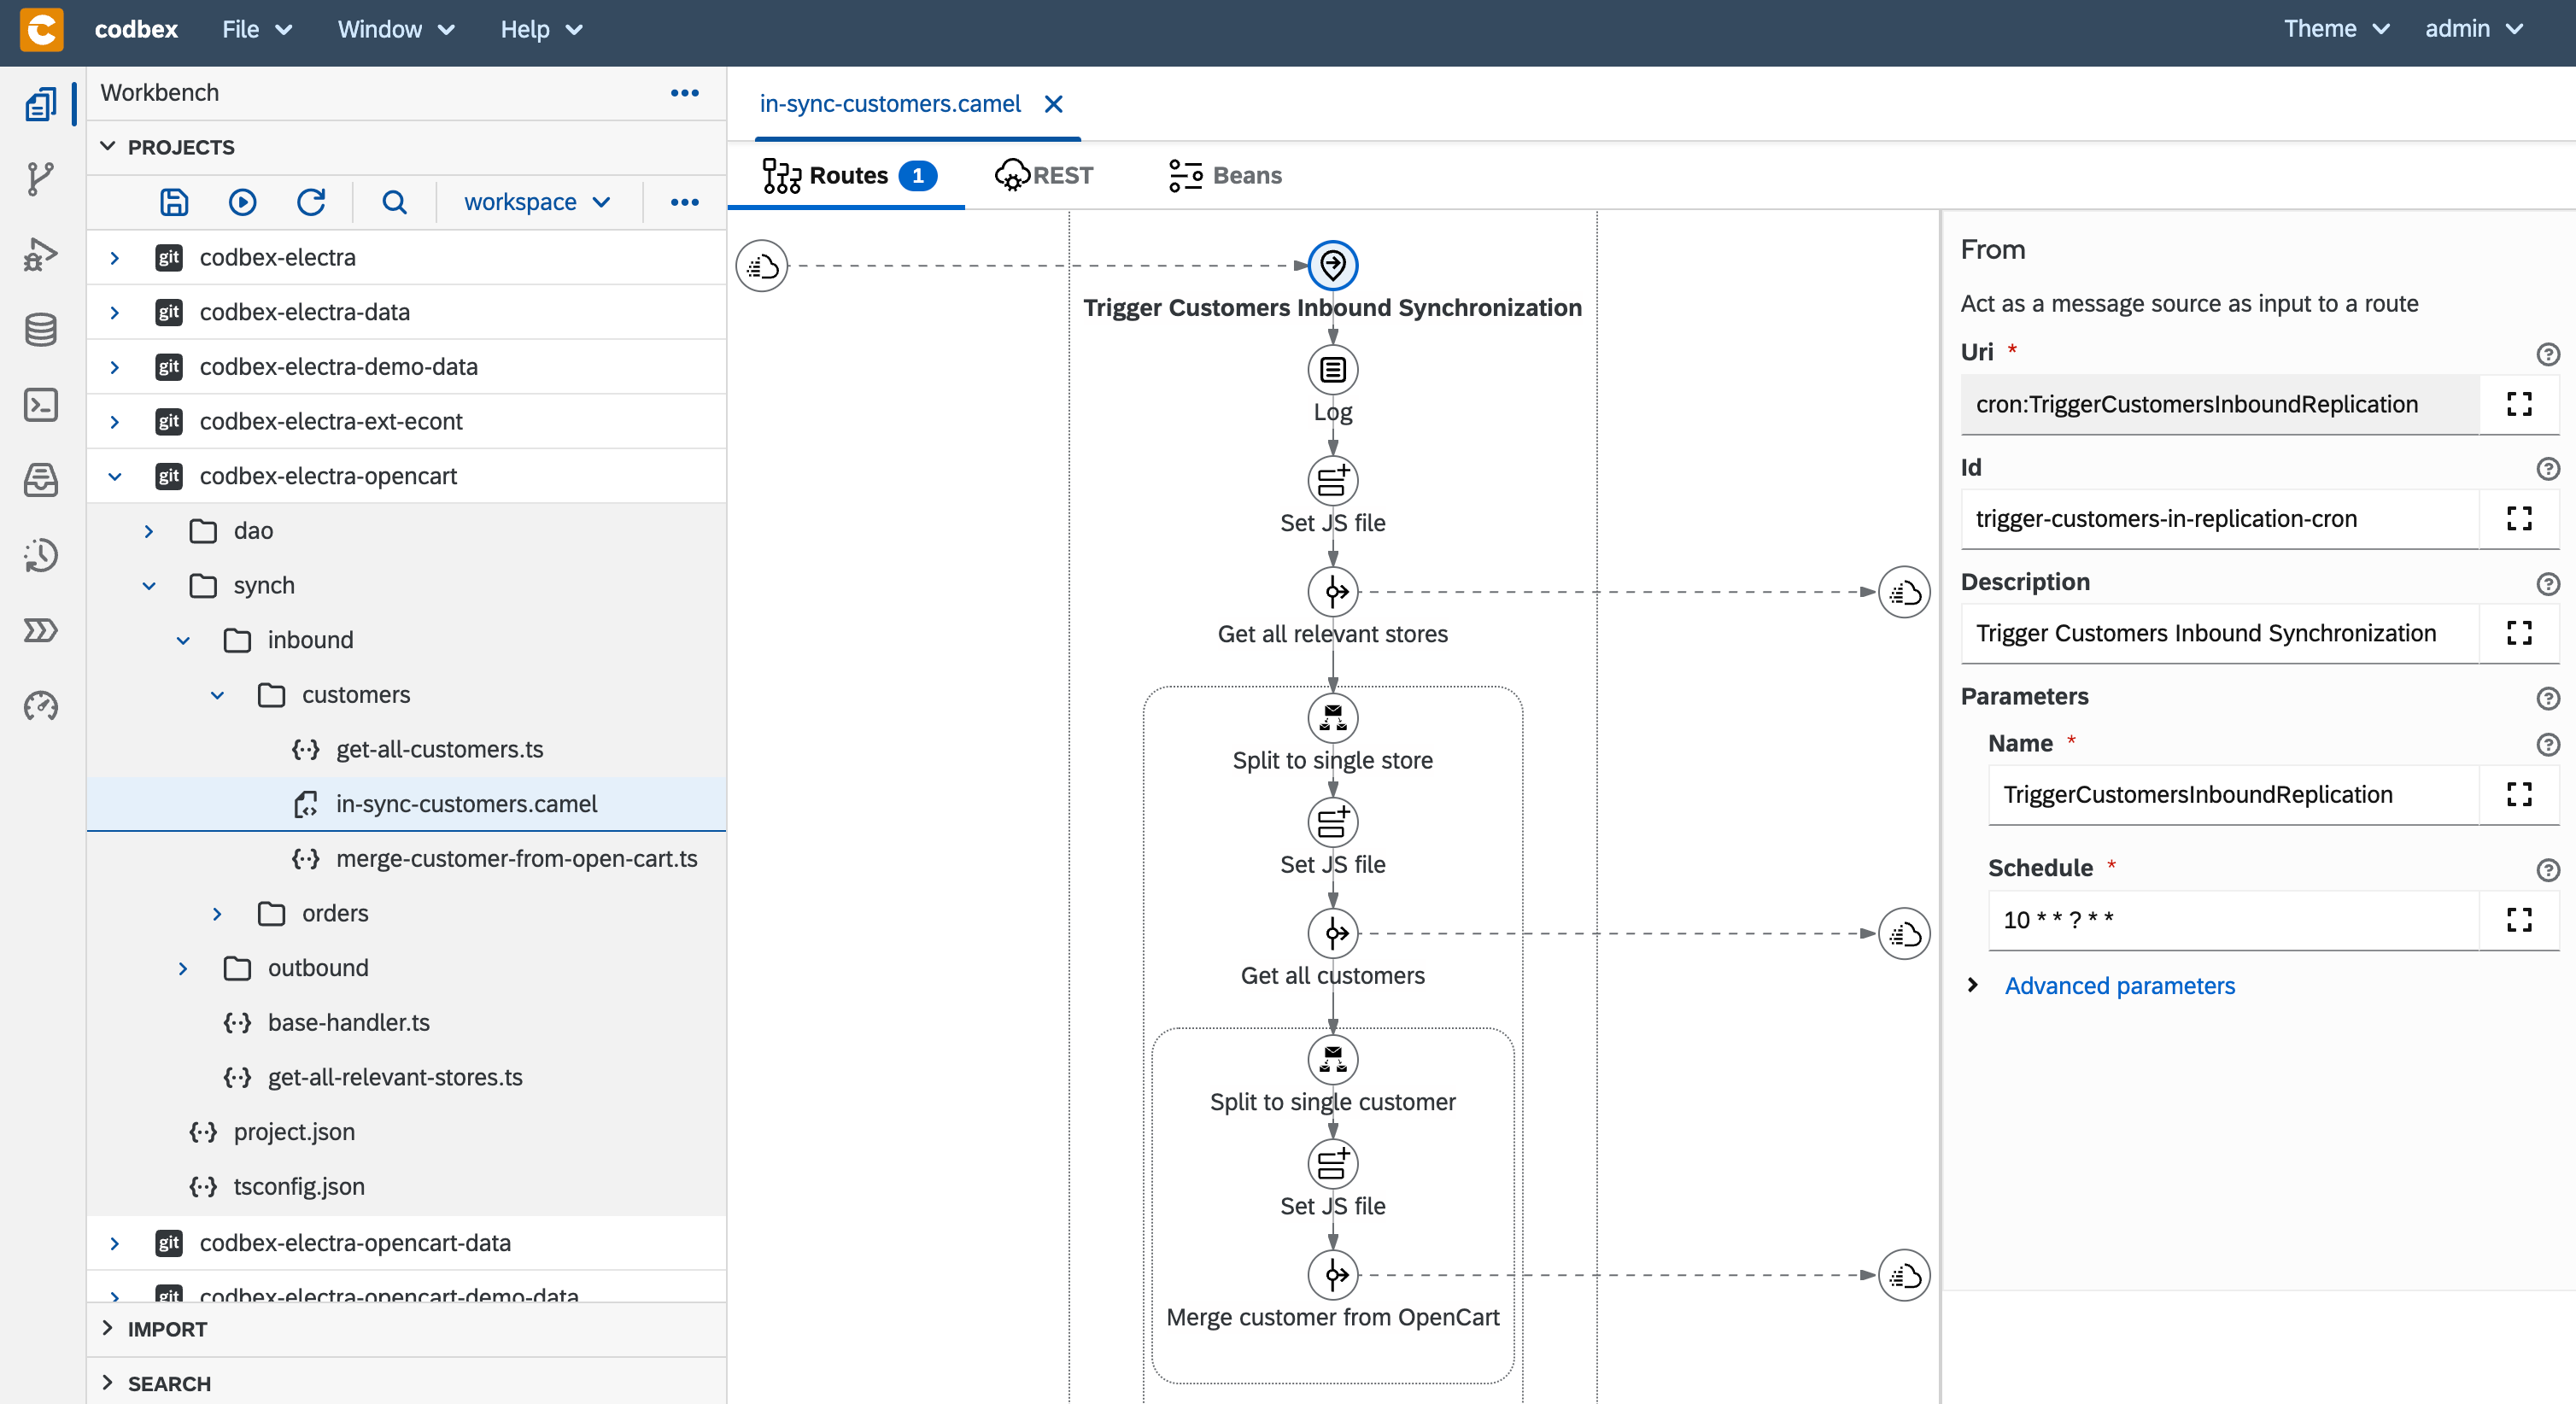 codbex File Window Help Theme admin
Workbench
PROJECTS
workspace
git codbex-electra
git codbex-electra-data
git codbex-electra-demo-data
git codbex-electra-ext-econt
git codbex-electra-opencart
dao
synch
inbound
customers
get-all-customers.ts
in-sync-customers.camel
merge-customer-from-open-cart.ts
orders
outbound
base-handler.ts
get-all-relevant-stores.ts
project.json
tsconfig.json
git codbex-electra-opencart-data
git codbex-electra-opencart-demo-data
IMPORT
SEARCH
in-sync-customers.camel
Routes 1 REST Beans
Trigger Customers Inbound Synchronization
Log
Set JS file
Get all relevant stores
Split to single store
Set JS file
Get all customers
Split to single customer
Set JS file
Merge customer from OpenCart
From
Act as a message source as input to a route
Uri *
cron:TriggerCustomersInboundReplication
Id
trigger-customers-in-replication-cron
Description
Trigger Customers Inbound Synchronization
Parameters
Name *
TriggerCustomersInboundReplication
Schedule *
10 * * ? * *
Advanced parameters